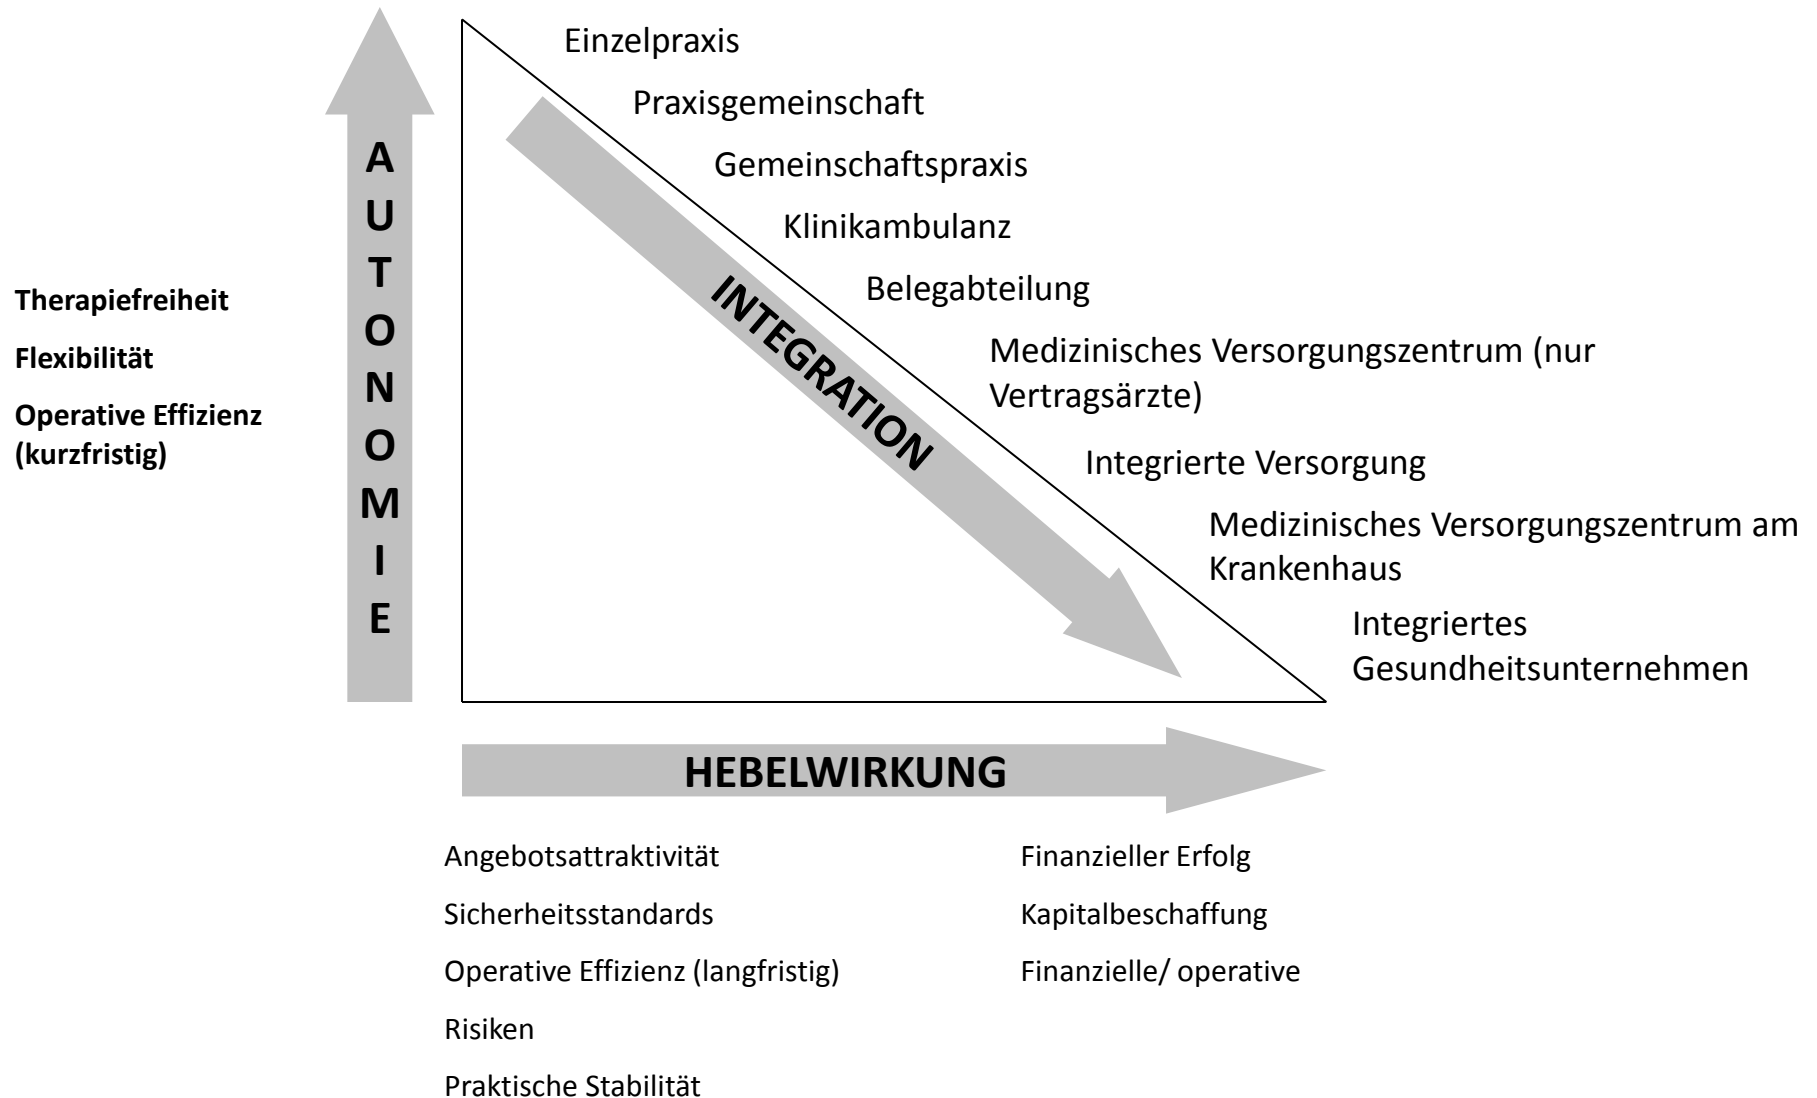 Einzelpraxis
Praxisgemeinschaft
Gemeinschaftspraxis
Klinikambulanz
Belegabteilung
Medizinisches Versorgungszentrum (nur
Vertragsärzte)
Integrierte Versorgung
Medizinisches Versorgungszentrum am
Krankenhaus
Integriertes
Gesundheitsunternehmen
AUTONOMIE
Therapiefreiheit
Flexibilität
Operative Effizienz
(kurzfristig)
INTEGRATION
HEBELWIRKUNG
Angebotsattraktivität
Sicherheitsstandards
Operative Effizienz (langfristig)
Risiken
Praktische Stabilität
Finanzieller Erfolg
Kapitalbeschaffung
Finanzielle/ operative